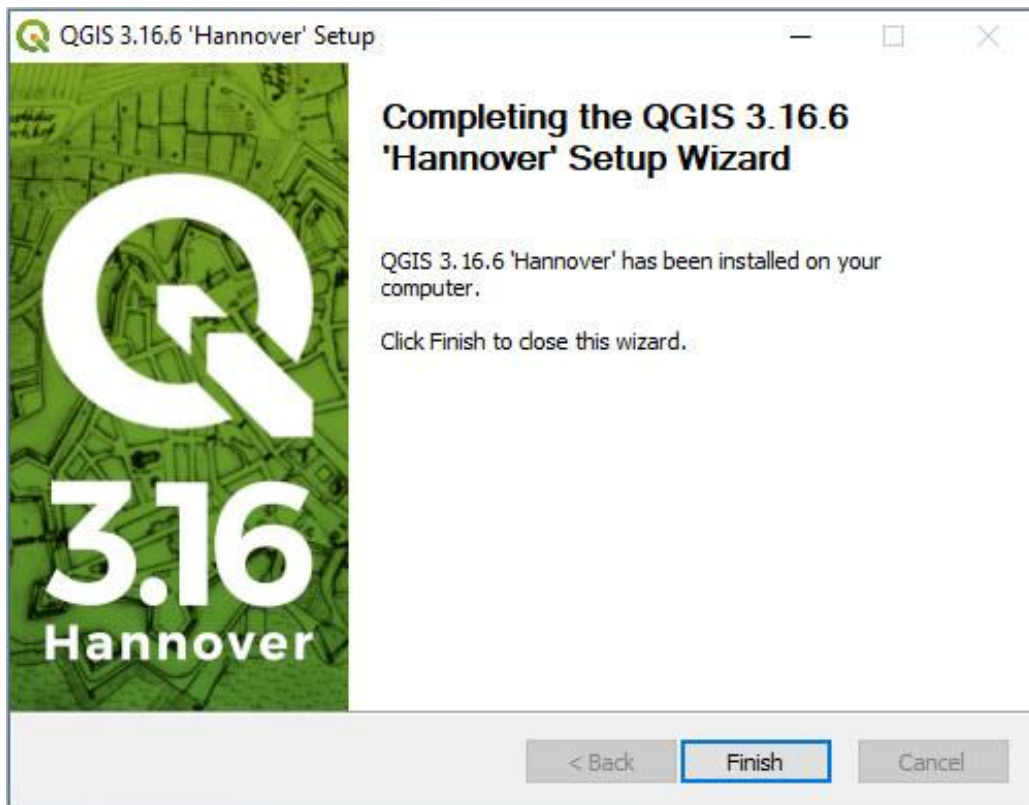 QGIS 3.16.6 'Hannover' Setup
Completing the QGIS 3.16.6
'Hannover' Setup Wizard
QGIS 3.16.6 'Hannover' has been installed on your
computer.
Click Finish to close this wizard.
3.16
Hannover
< Back
Finish
Cancel